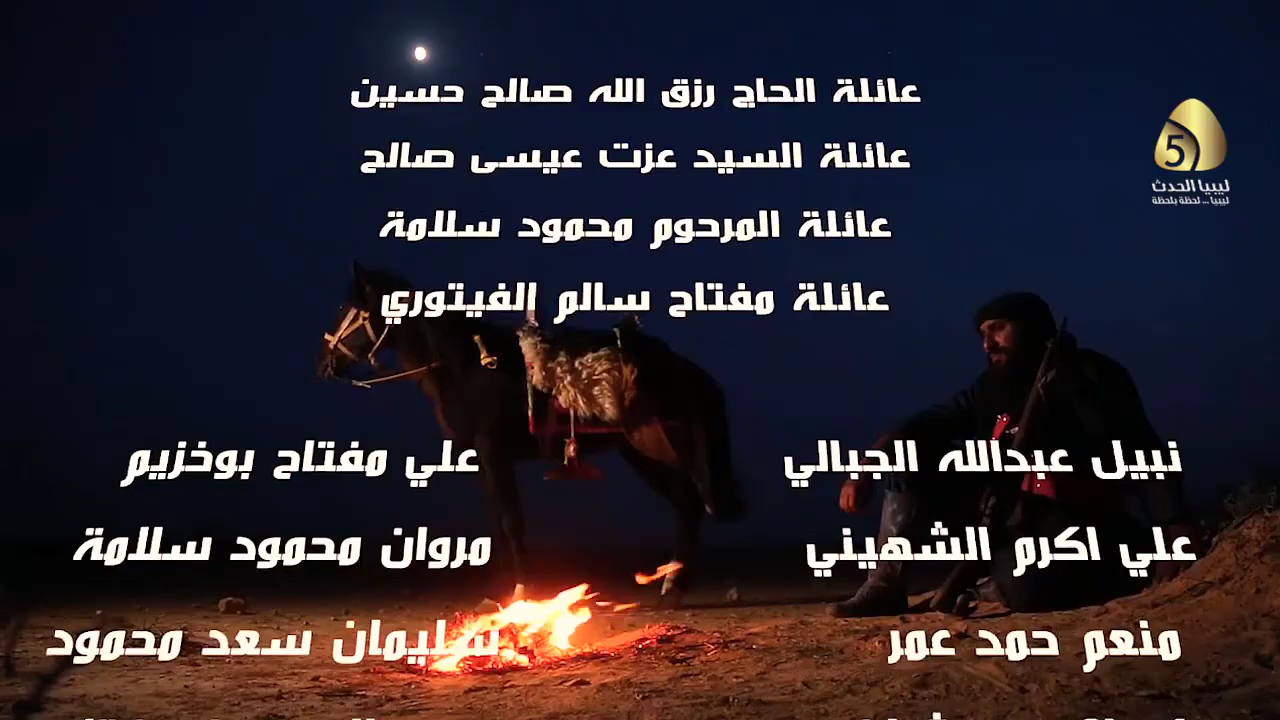 عائلة الحاج رزق الله صالح حسين
عائلة السيد عزت عيسى صالح
عائلة المرحوم محمود سلامة
عائلة مفتاح سالم الفيتوري
5
ليبيا الحدث
ليبيا ... لحظة بلحظة
نبيل عبدالله الجبالي
علي مفتاح بوخزيم
علي اكرم الشهيني
مروان محمود سلامة
منعم حمد عمر
سليمان سعد محمود